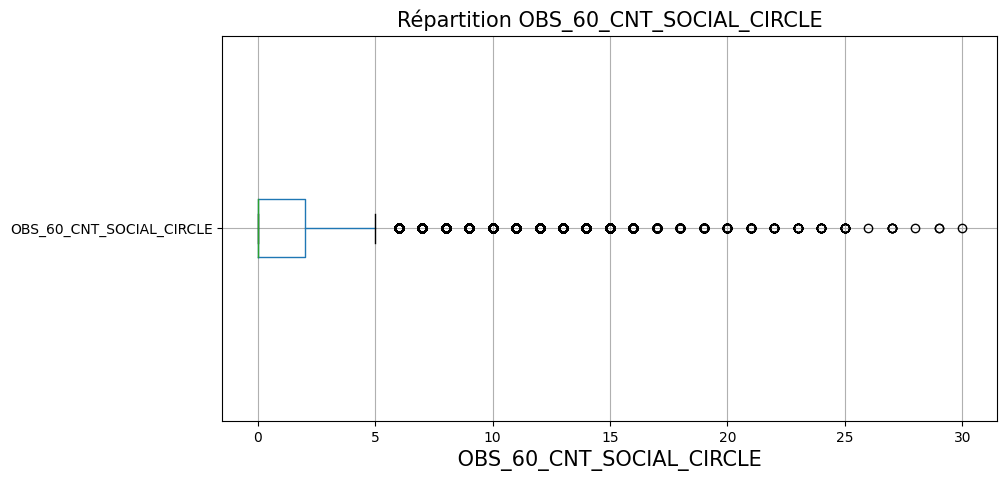 Répartition OBS_60_CNT_SOCIAL_CIRCLE
OBS_60_CNT_SOCIAL_CIRCLE
0 5 10 15 20 25 30
OBS_60_CNT_SOCIAL_CIRCLE